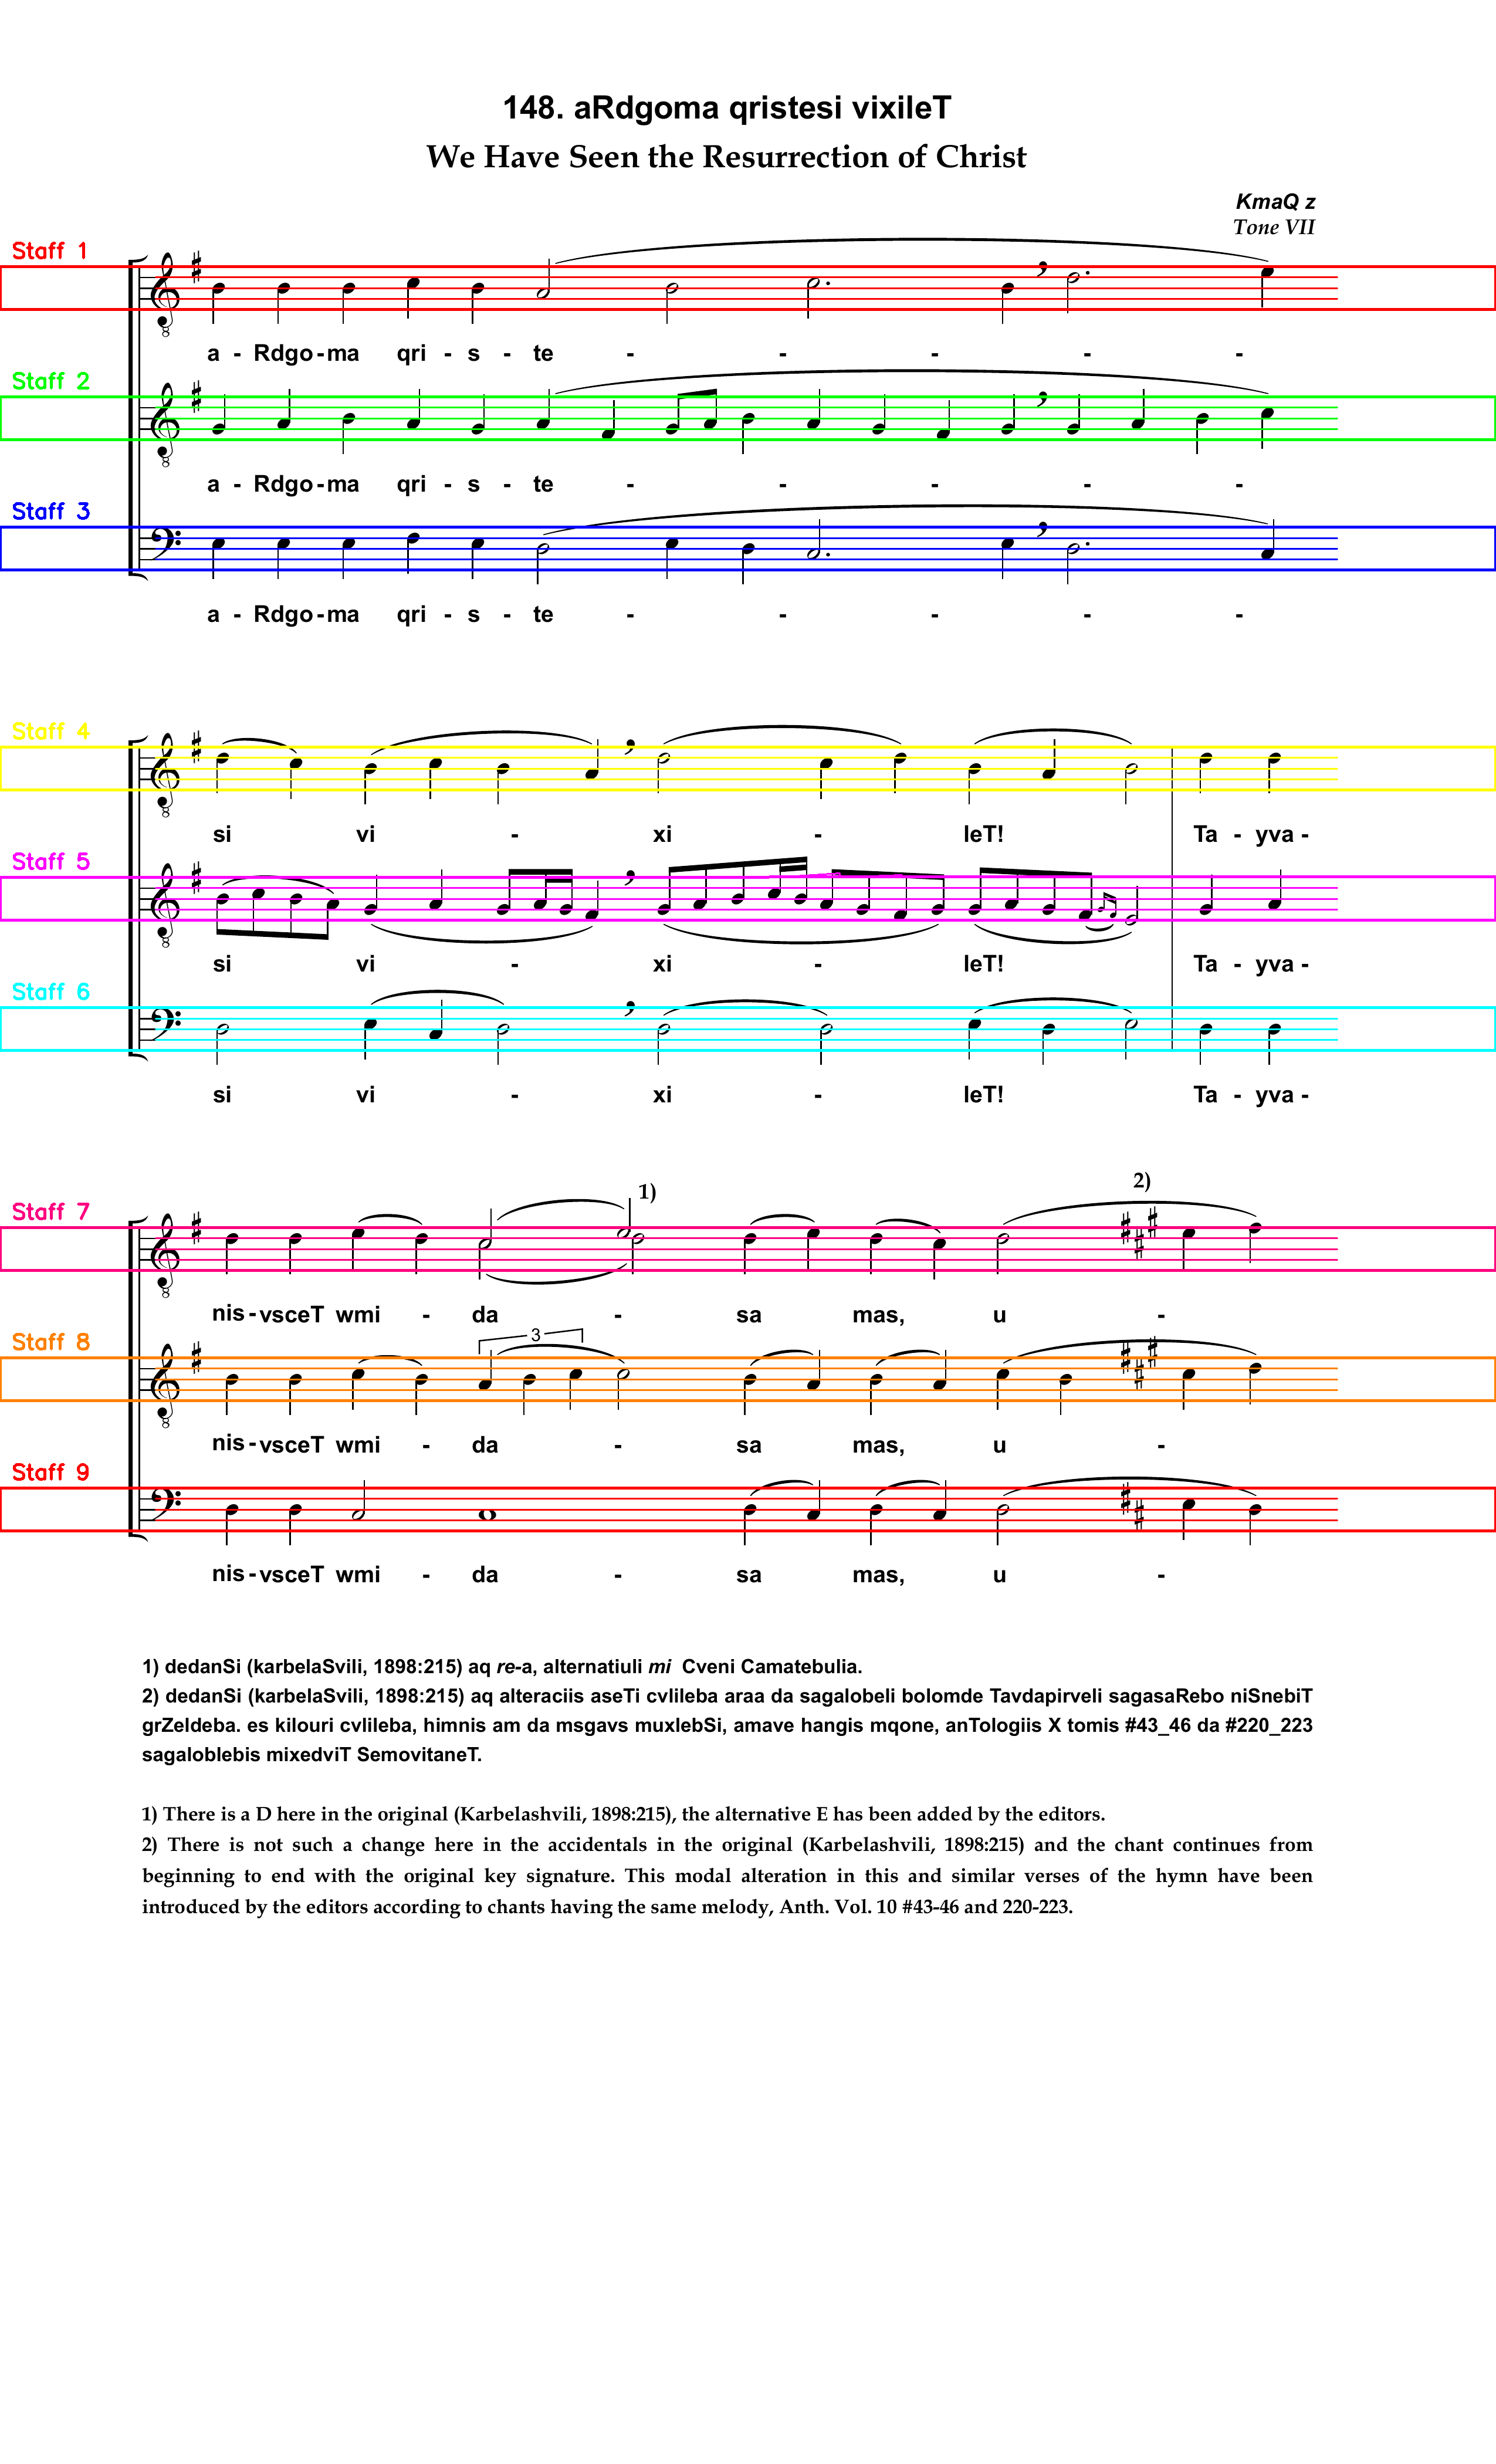 148. aRdgoma qristesi vixileT
We Have Seen the Resurrection of Christ
KmaQ z
Tone VII
Staff 1
a - Rdgo - ma qri - s - te - - - - -
Staff 2
a - Rdgo - ma qri - s - te - - - - -
Staff 3
a - Rdgo - ma qri - s - te - - - - -
Staff 4
si vi - xi - leT! Ta - yva -
Staff 5
si vi - xi - leT! Ta - yva -
Staff 6
si vi - xi - leT! Ta - yva -
1) 2)
Staff 7
nis - vsceT wmi - da - sa mas, u -
3
Staff 8
nis - vsceT wmi - da - sa mas, u -
Staff 9
nis - vsceT wmi - da - sa mas, u -
1) dedanSi (karbelaSvili, 1898:215) aq re-a, alternatiuli mi Cveni Camatebulia.
2) dedanSi (karbelaSvili, 1898:215) aq alteraciis aseTi cvlileba araa da sagalobeli bolomde Tavdapirveli sagasaRebo niSnebiT
grZeldeba. es kilouri cvlileba, himnis am da msgavs muxlebSi, amave hangis mqone, anTologiis X tomis #43_46 da #220_223
sagaloblebis mixedviT SemovitaneT.
1) There is a D here in the original (Karbelashvili, 1898:215), the alternative E has been added by the editors.
2) There is not such a change here in the accidentals in the original (Karbelashvili, 1898:215) and the chant continues from
beginning to end with the original key signature. This modal alteration in this and similar verses of the hymn have been
introduced by the editors according to chants having the same melody, Anth. Vol. 10 #43-46 and 220-223.